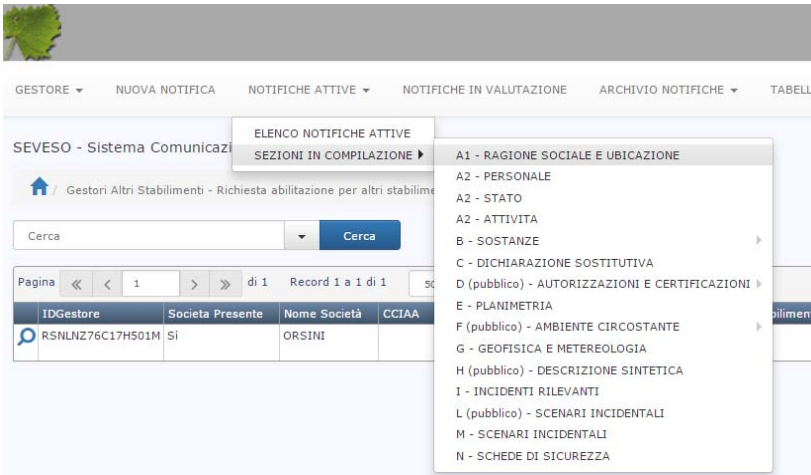 GESTORE NUOVA NOTIFICA NOTIFICHE ATTIVE NOTIFICHE IN VALUTAZIONE ARCHIVIO NOTIFICHE TABELL
ELENCO NOTIFICHE ATTIVE
SEVESO - Sistema Comunicazi
SEZIONI IN COMPILAZIONE
A1 - RAGIONE SOCIALE E UBICAZIONE
A2 - PERSONALE
A2 - STATO
A2 - ATTIVITA
B - SOSTANZE
C - DICHIARAZIONE SOSTITUTIVA
D (pubblico) - AUTORIZZAZIONI E CERTIFICAZIONI
E - PLANIMETRIA
F (pubblico) - AMBIENTE CIRCOSTANTE
G - GEOFISICA E METEREOLOGIA
H (pubblico) - DESCRIZIONE SINTETICA
I - INCIDENTI RILEVANTI
L (pubblico) - SCENARI INCIDENTALI
M - SCENARI INCIDENTALI
N - SCHEDE DI SICUREZZA
/ Gestori Altri Stabilimenti - Richiesta abilitazione per altri stabilime
Cerca Cerca
Pagina 1 di 1 Record 1 a 1 di 1 50
IDGestore Societa Presente Nome Società CCIAA bilimen
RSNLNZ76C17H501M Sì ORSINI